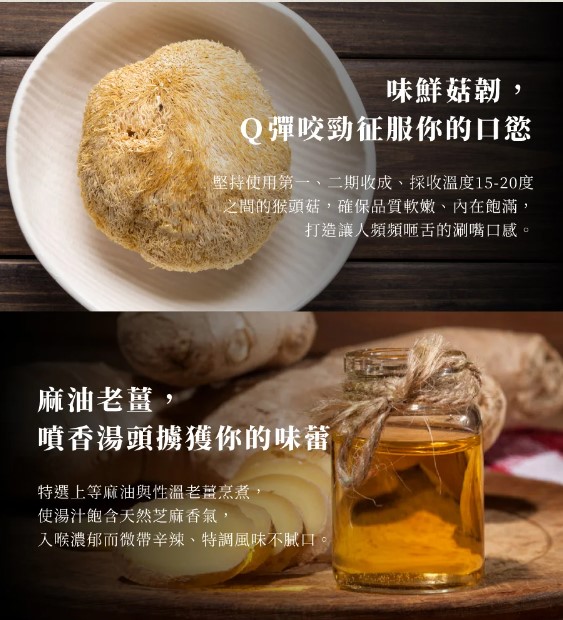 味鮮菇韌，
Q彈咬勁征服你的口慾
堅持使用第一、二期收成、採收溫度15-20度
之間的猴頭菇，確保品質軟嫩、內在飽滿，
打造讓人頻頻咂舌的涮嘴口感。
麻油老薑，
噴香湯頭擄獲你的味蕾
特選上等麻油與性溫老薑烹煮，
使湯汁飽含天然芝麻香氣，
入喉濃郁而微帶辛辣、特調風味不膩口。